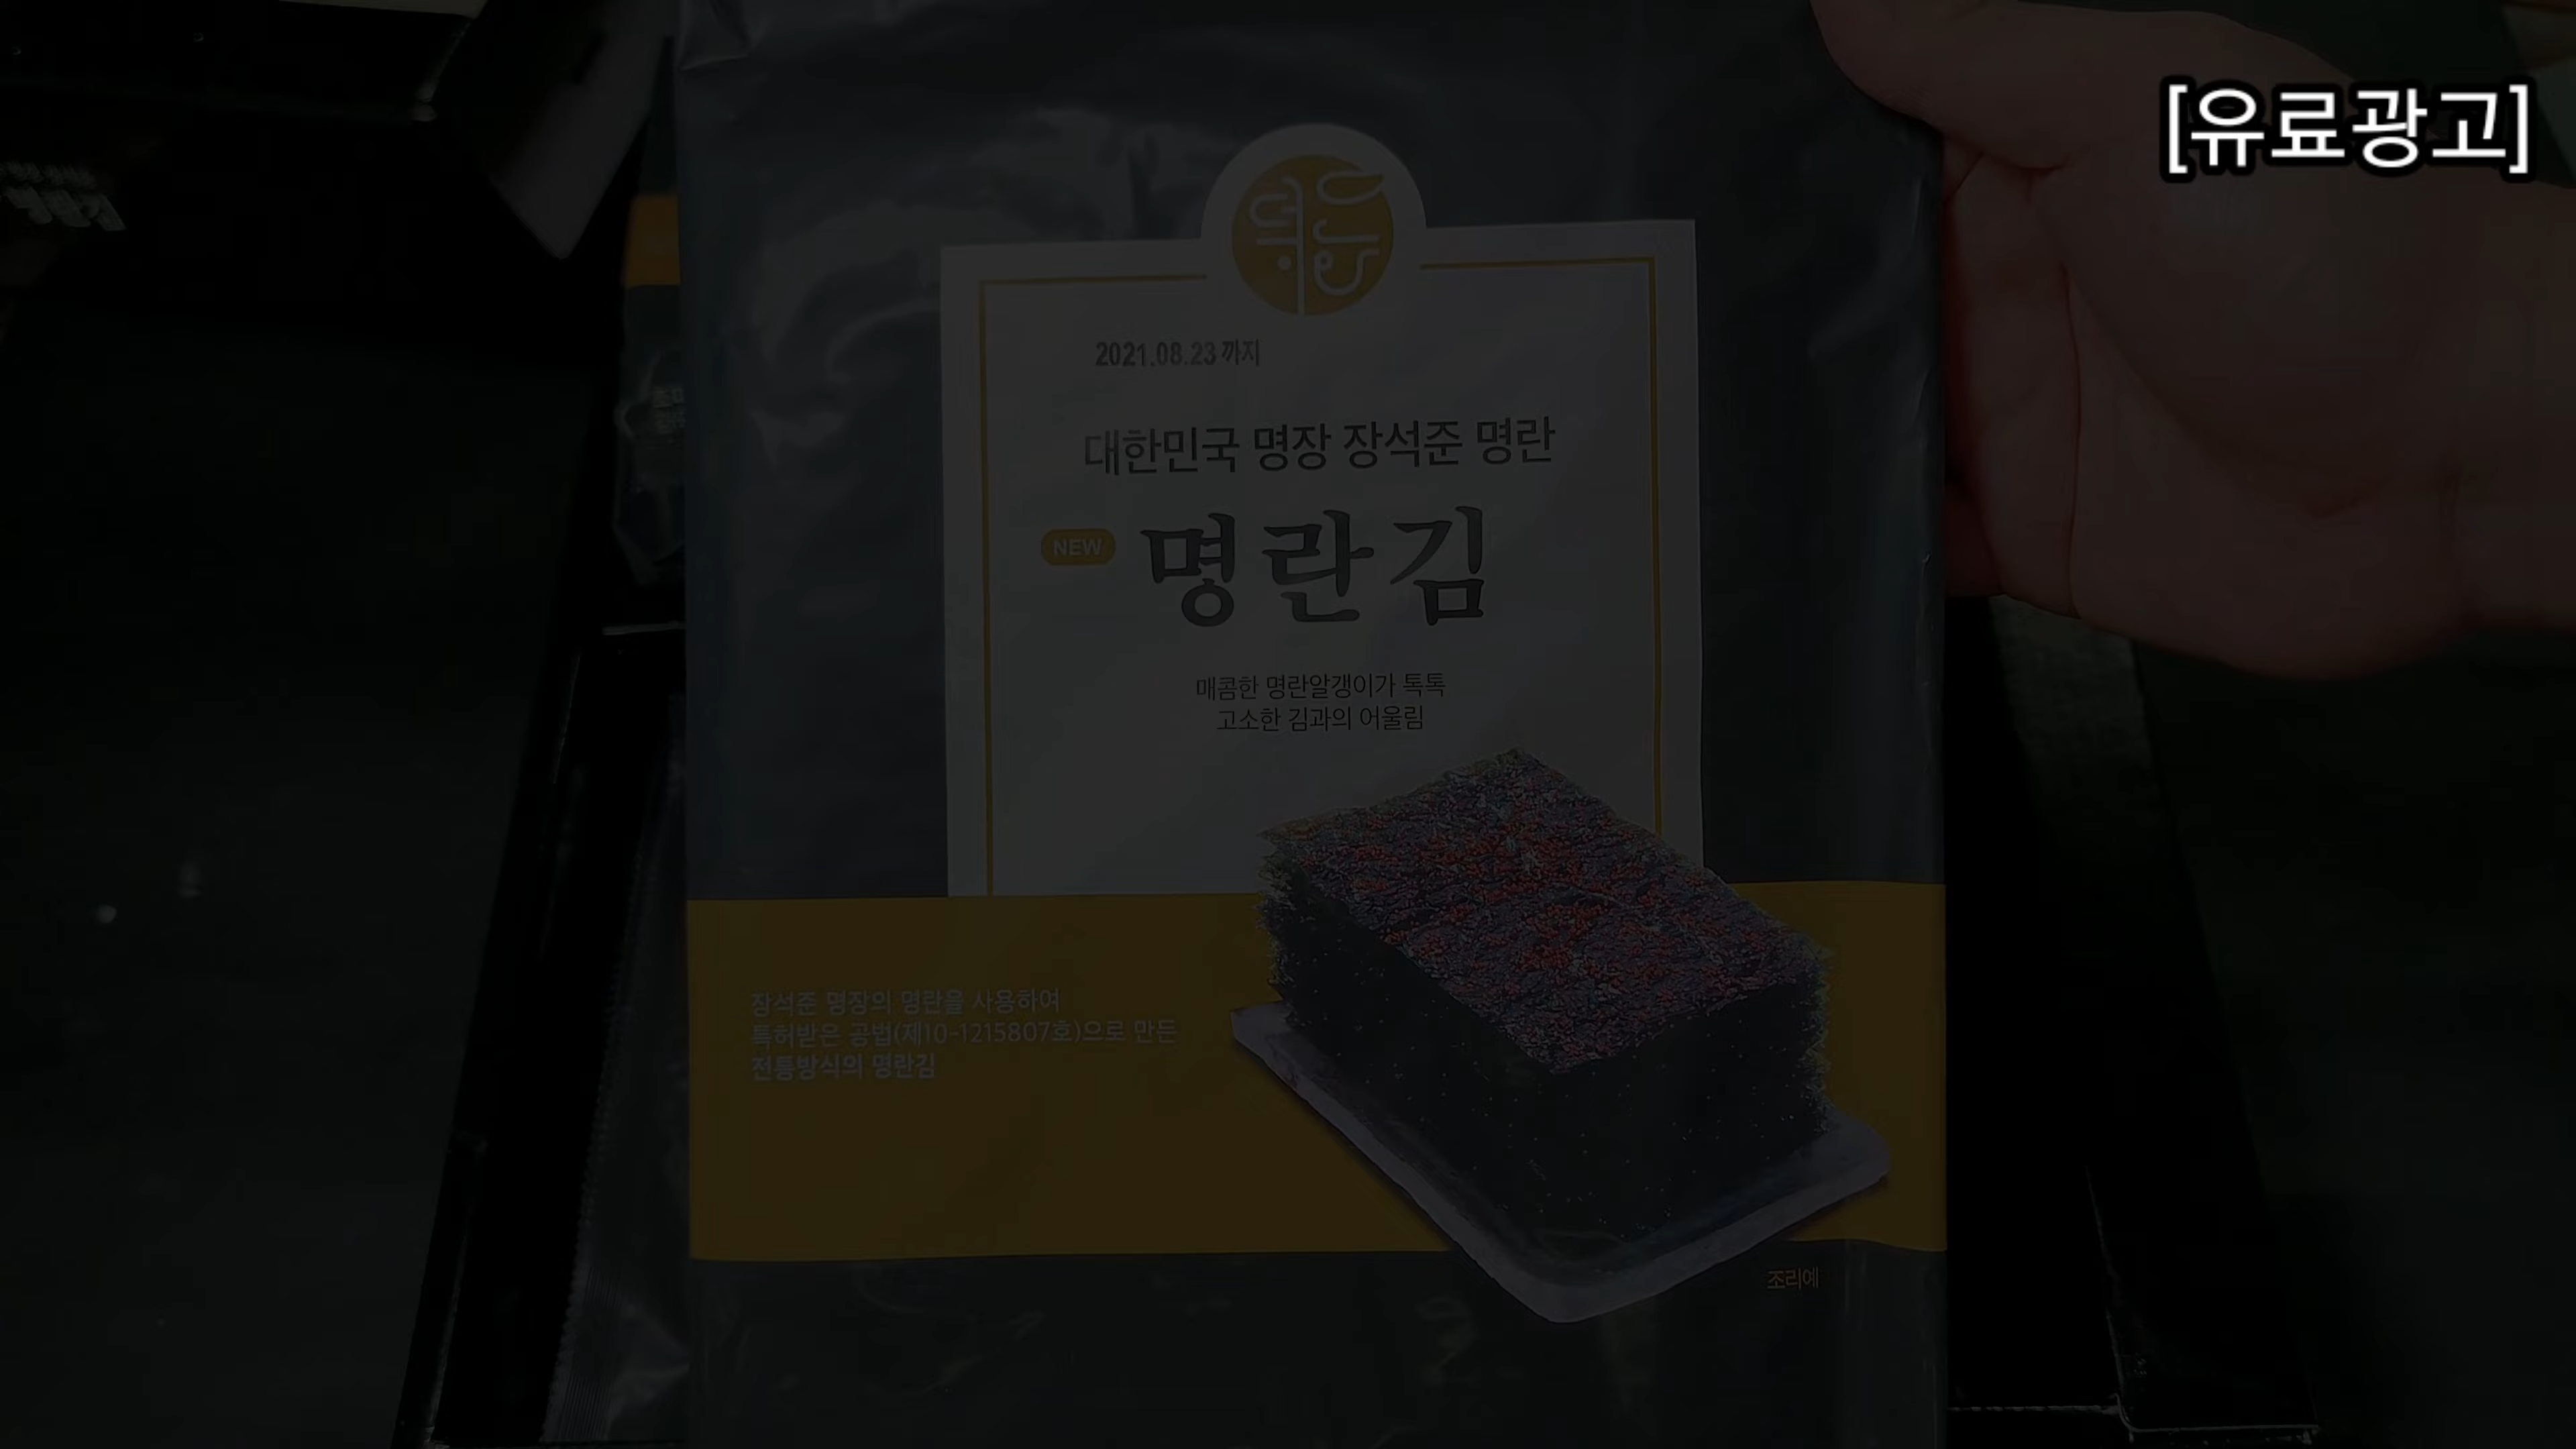 [유료광고]
덕화
명란
2021.08.23 까지
대한민국 명장 장석준 명란
NEW
명란김
매콤한 명란알갱이가 톡톡
고소한 김과의 어울림
장석준 명장의 명란을 사용하여
특허받은 공법(제10-1215807호)으로 만든
전통방식의 명란김
조리예